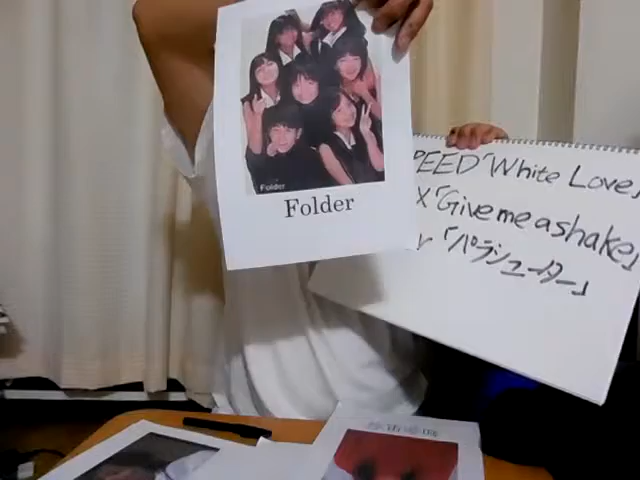 Folder
Folder
PEED「White Love」
X「Give me a shake」
r「パラシューター」